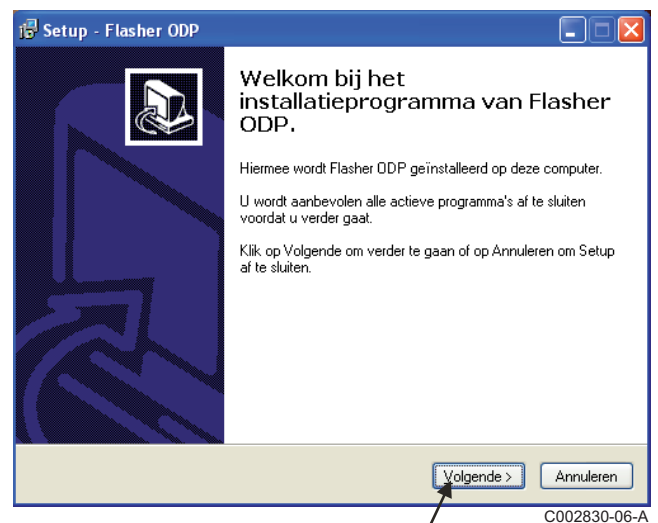 Setup - Flasher ODP
Welkom bij het
installatieprogramma van Flasher
ODP.
Hiermee wordt Flasher ODP geïnstalleerd op deze computer.
U wordt aanbevolen alle actieve programma's af te sluiten
voordat u verder gaat.
Klik op Volgende om verder te gaan of op Annuleren om Setup
af te sluiten.
Volgende >
Annuleren
C002830-06-A